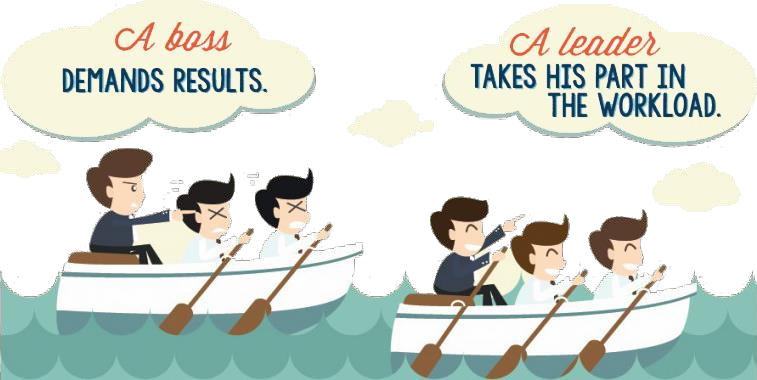 A boss
DEMANDS RESULTS.
A leader
TAKES HIS PART IN
THE WORKLOAD.